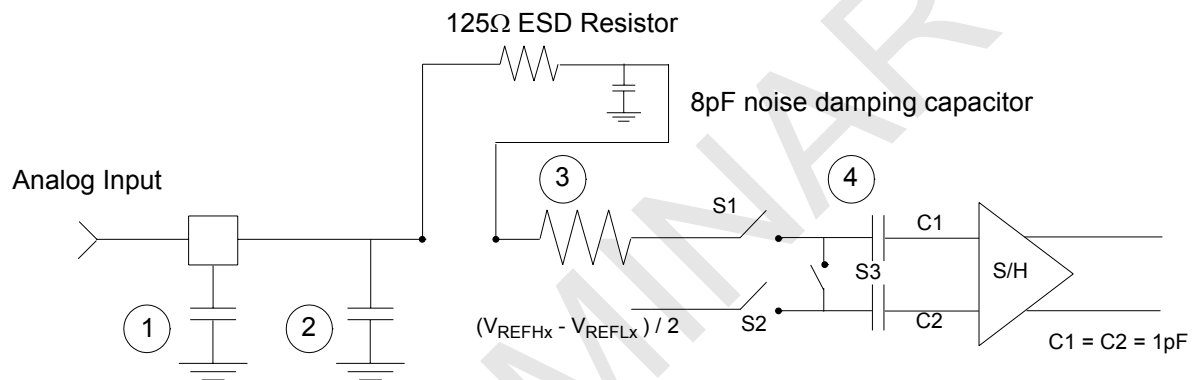 125Ω ESD Resistor
8pF noise damping capacitor
Analog Input
3
4
S1
C1
S3
S/H
1
2
(VREFHx - VREFLx ) / 2
S2
C2
C1 = C2 = 1pF
MINAR